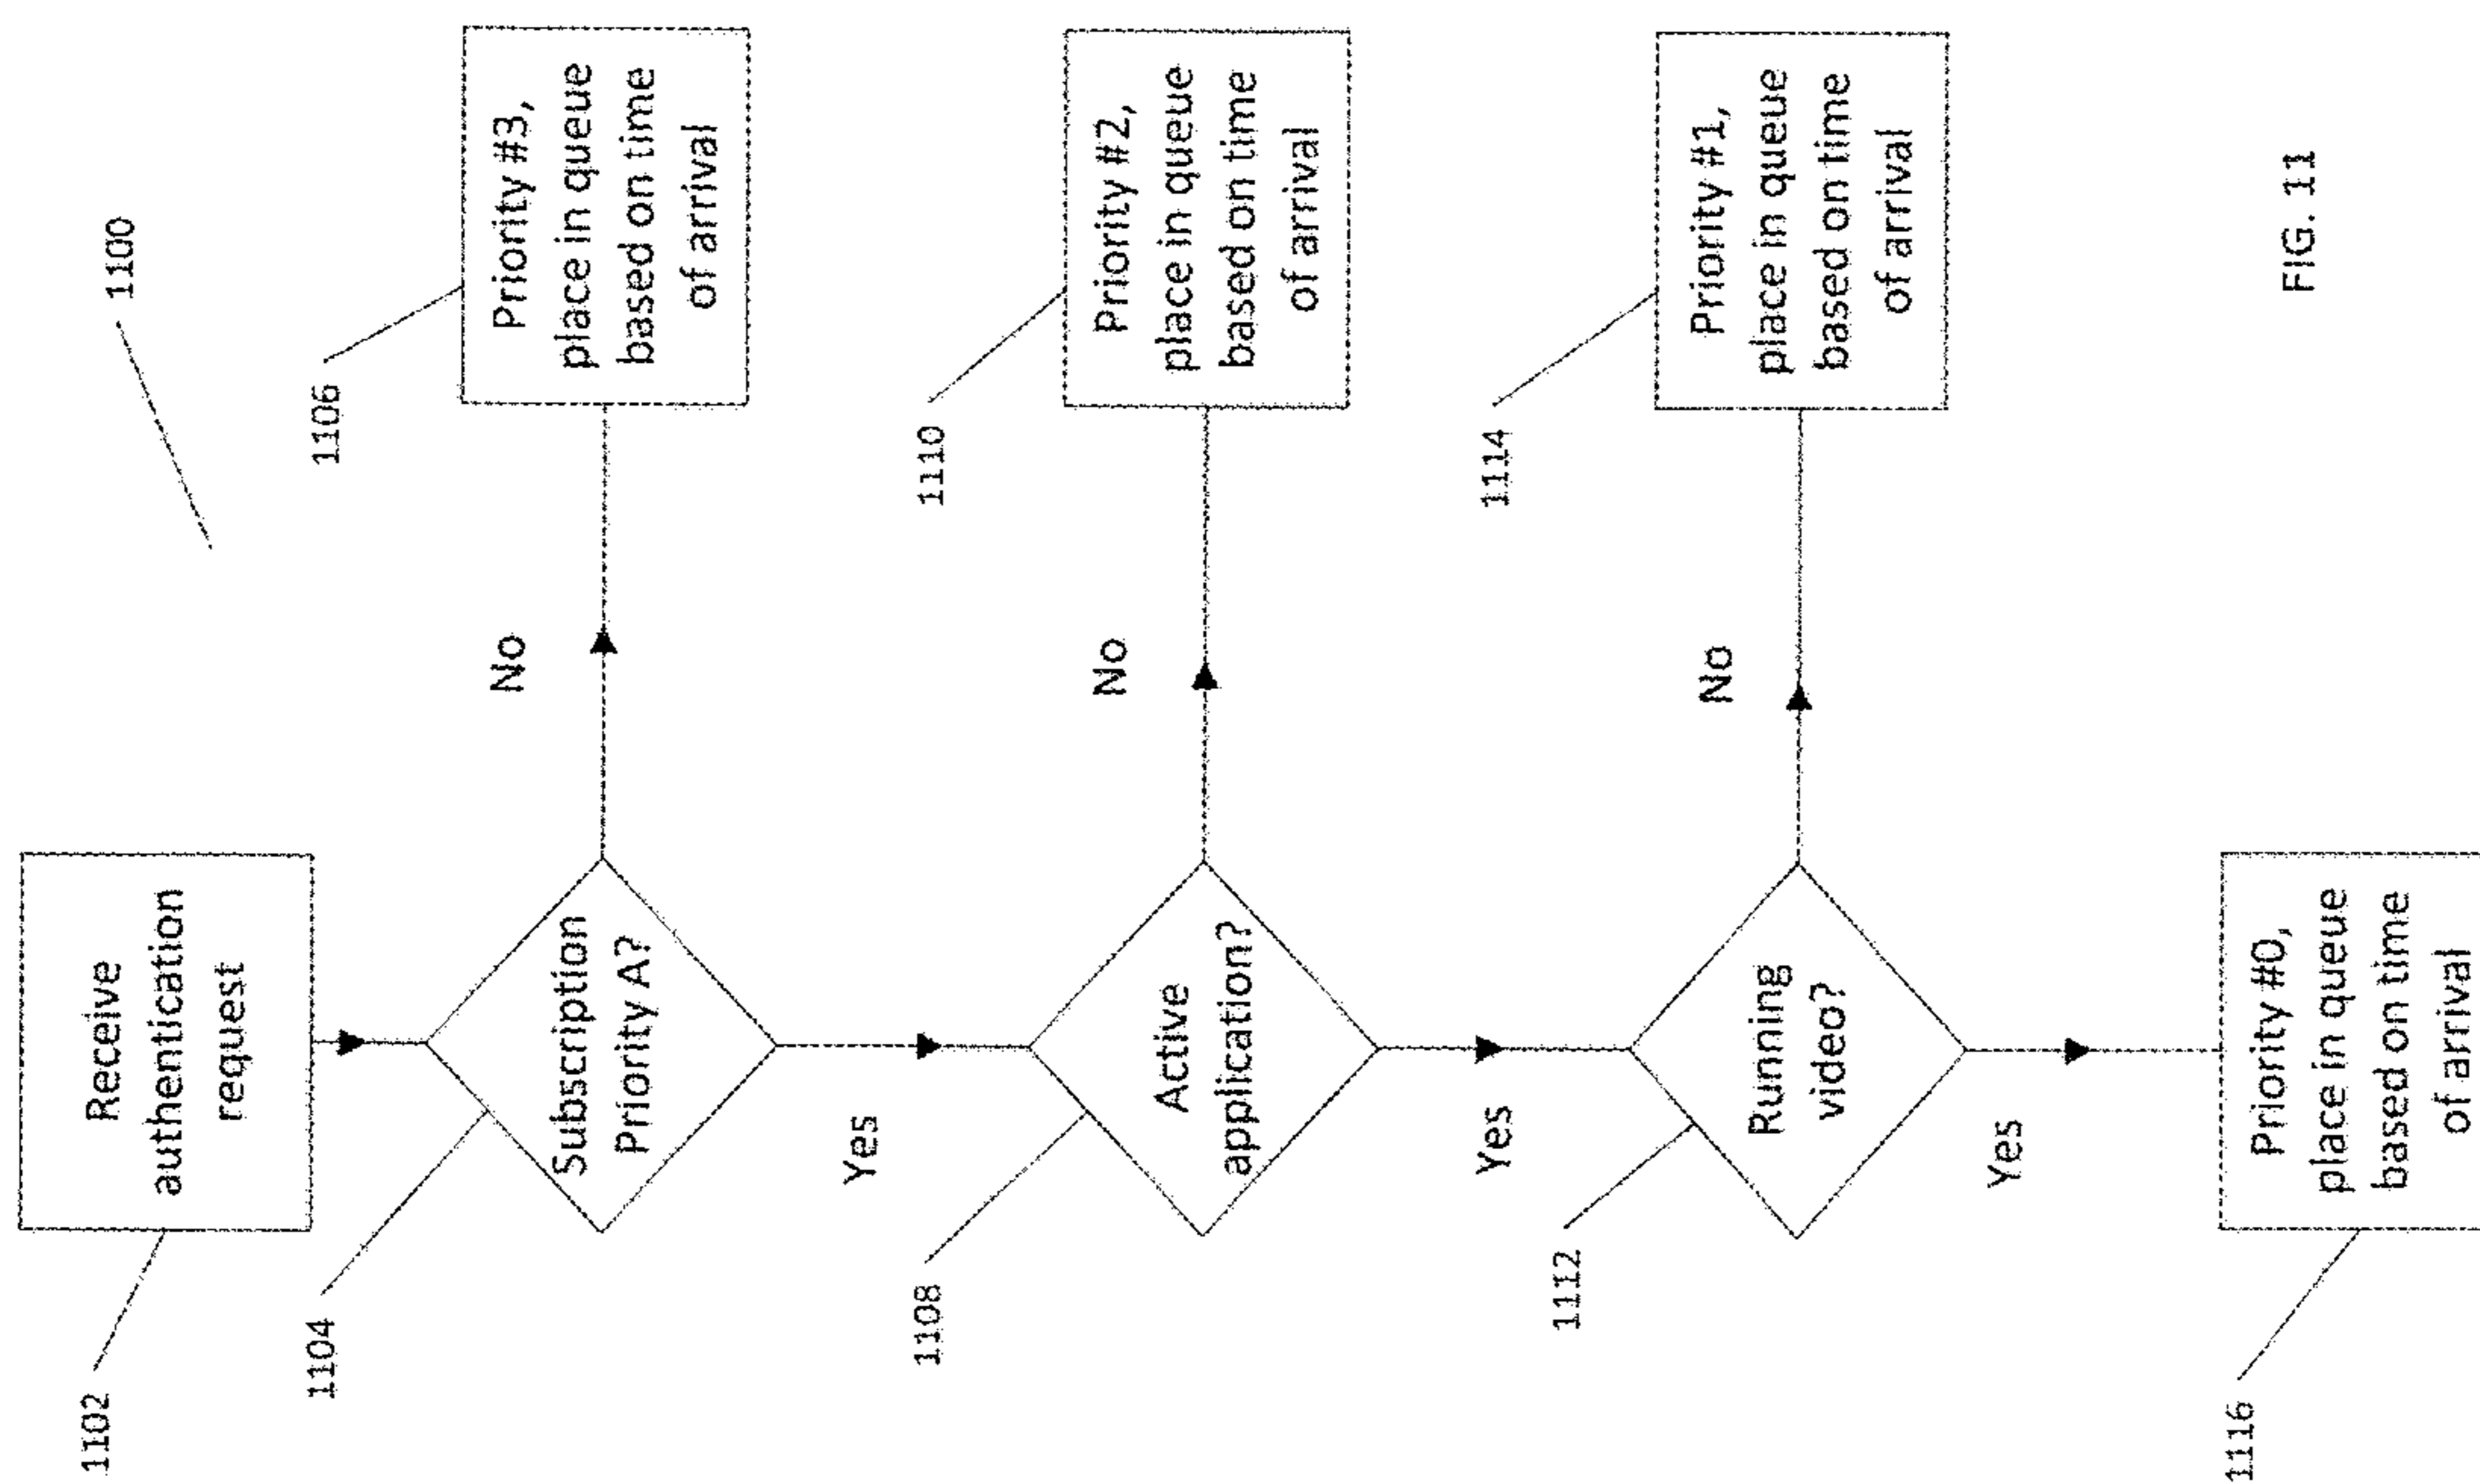 1100
1102
Receive
authentication
request
1104
Subscription
Priority A?
No
1106
Priority #3,
place in queue
based on time
of arrival
Yes
1108
Active
application?
No
1110
Priority #2,
place in queue
based on time
of arrival
Yes
1112
Running
video?
No
1114
Priority #1,
place in queue
based on time
of arrival
Yes
1116
Priority #0,
place in queue
based on time
of arrival
FIG. 11